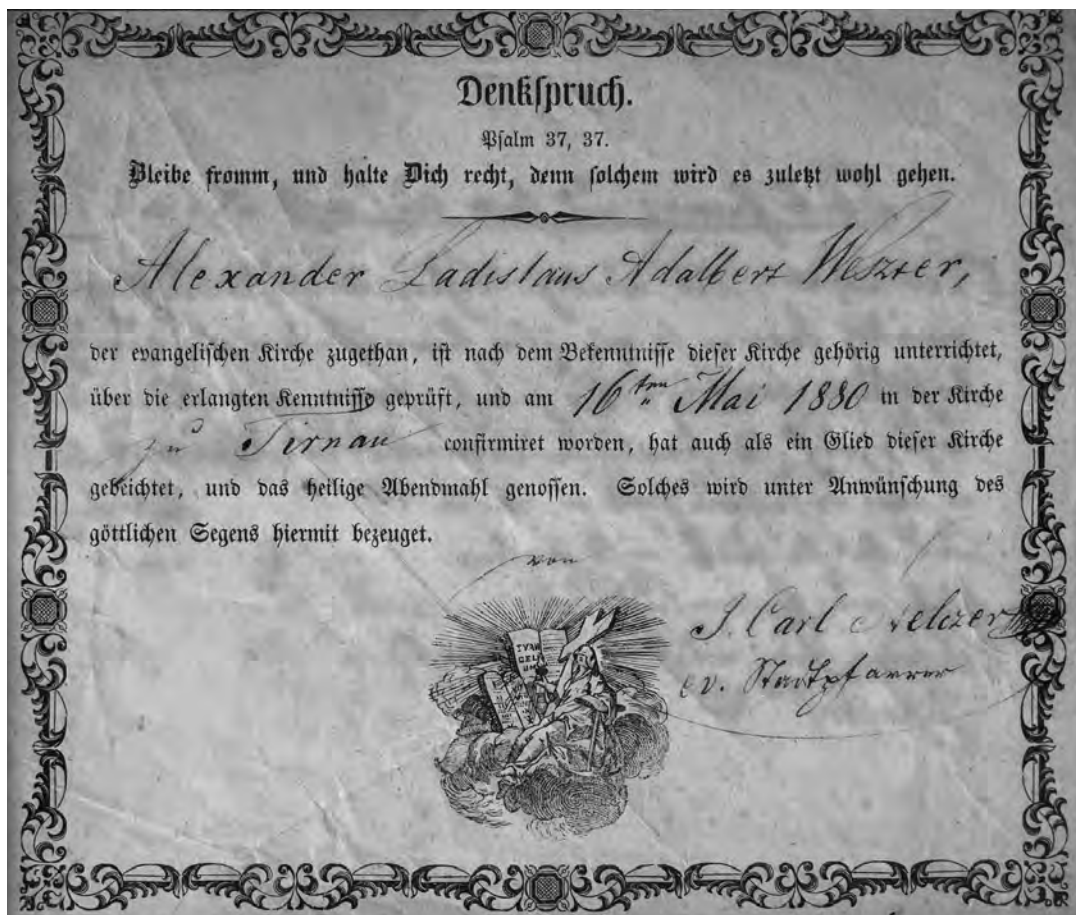 Denkspruch.
Psalm 37, 37.
Bleibe fromm, und halte Dich recht, denn solchem wird es zuletzt wohl gehen.
Alexander Ladislaus Adalbert Weszter,
der evangelischen Kirche zugethan, ist nach dem Bekenntnisse dieser Kirche gehörig unterrichtet,
über die erlangten Kenntnisse geprüft, und am 16ten Mai 1880 in der Kirche
zu Tirnau confirmiret worden, hat auch als ein Glied dieser Kirche
gebeichtet, und das heilige Abendmahl genossen. Solches wird unter Anwünschung des
göttlichen Segens hiermit bezeuget.
von
J. Carl
ev. Stadtpfarrer